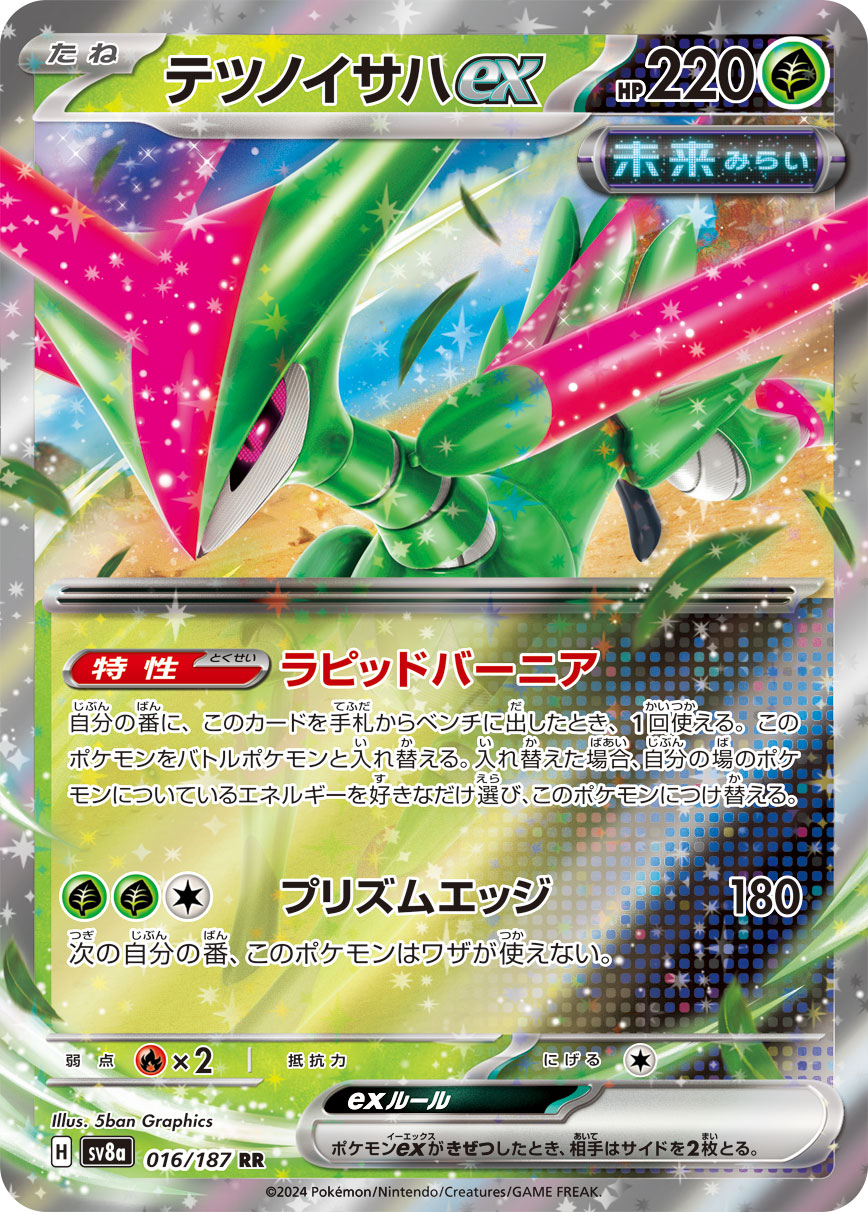 たね
テツノイサハex
HP220
未来みらい
特性 とくせい
ラピッドバーニア
自分の番に、このカードを手札からベンチに出したとき、1回使える。この
ポケモンをバトルポケモンと入れ替える。入れ替えた場合、自分の場のポケ
モンについているエネルギーを好きなだけ選び、このポケモンにつけ替える。
プリズムエッジ 180
次の自分の番、このポケモンはワザが使えない。
弱点 ×2 抵抗力 にげる
exルール
ポケモンexがきぜつしたとき、相手はサイドを2枚とる。
Illus. 5ban Graphics
H sv8a 016/187 RR
©2024 Pokémon/Nintendo/Creatures/GAME FREAK.